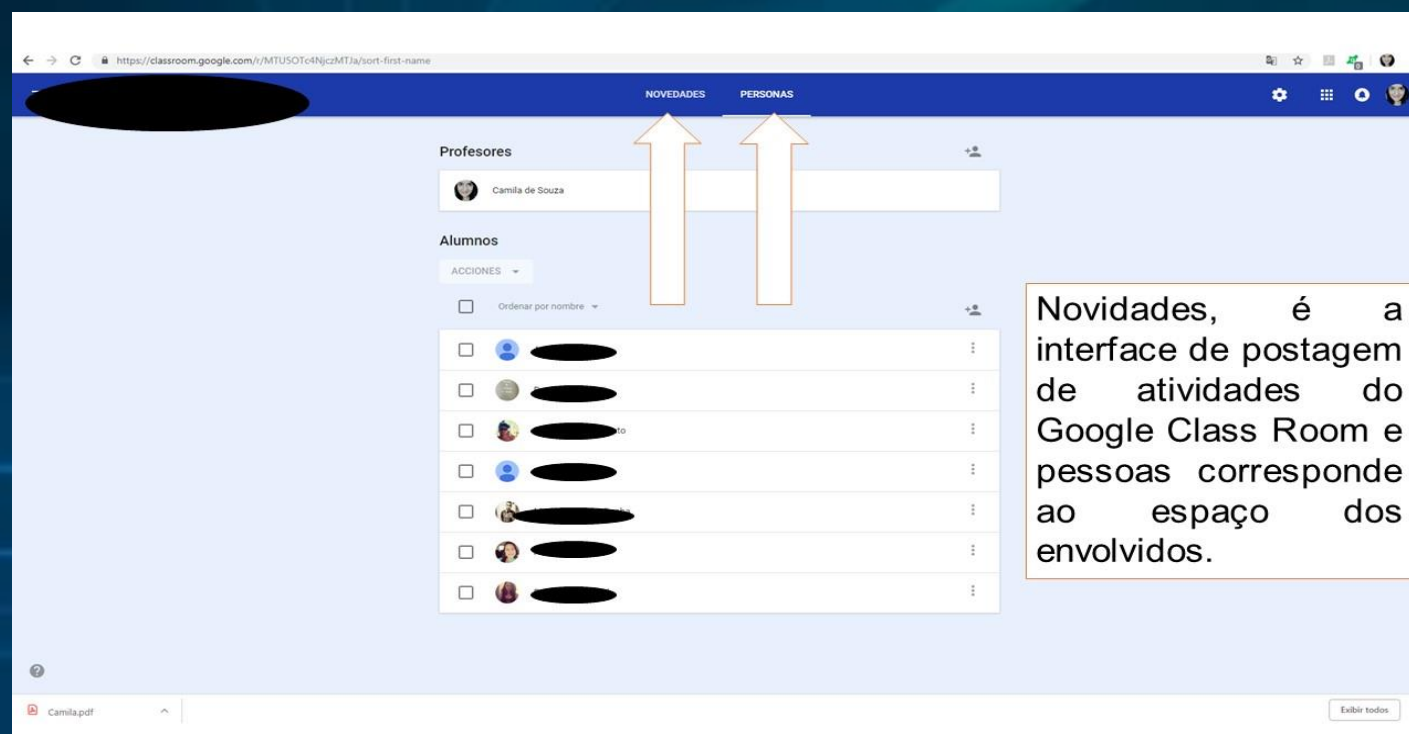 https://classroom.google.com/r/MTU5OTc4NjczMTJa/sort-first-name
NOVEDADES PERSONAS
Profesores
Camila de Souza
Alumnos
ACCIONES
Ordenar por nombre
Novidades, é a
interface de postagem
de atividades do
Google Class Room e
pessoas corresponde
ao espaço dos
envolvidos.
Camila.pdf
Exibir todos